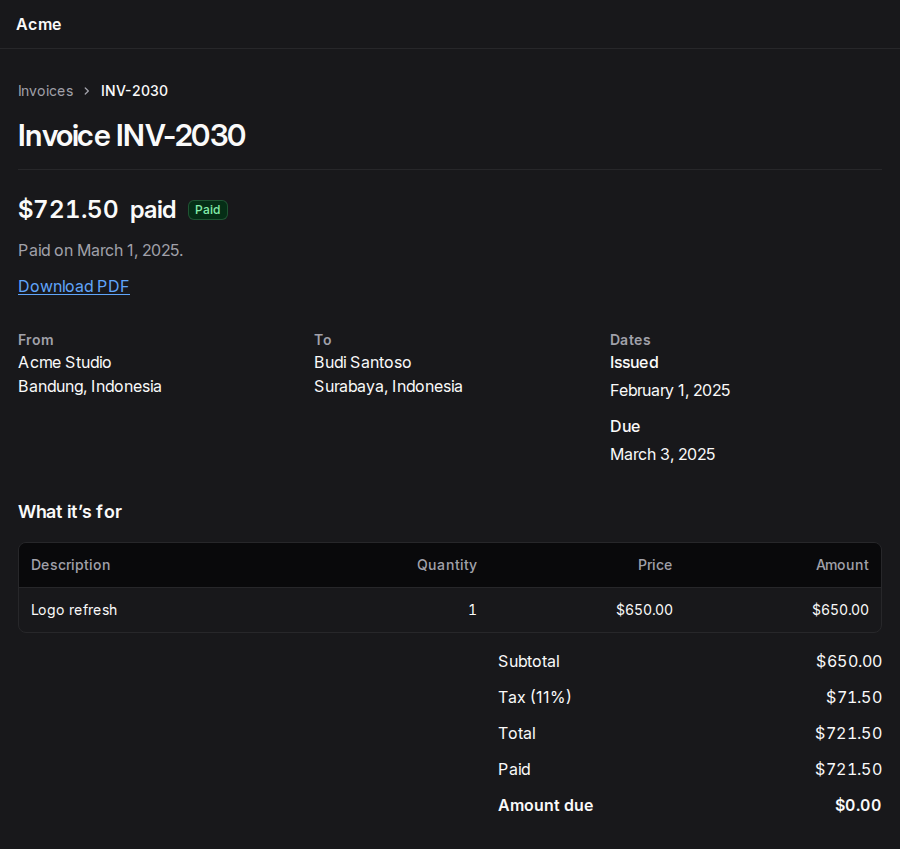 Acme
Invoices › INV-2030
Invoice INV-2030
$721.50 paid Paid
Paid on March 1, 2025.
Download PDF
From
Acme Studio
Bandung, Indonesia
To
Budi Santoso
Surabaya, Indonesia
Dates
Issued
February 1, 2025
Due
March 3, 2025
What it’s for
Description Quantity Price Amount
Logo refresh 1 $650.00 $650.00
Subtotal $650.00
Tax (11%) $71.50
Total $721.50
Paid $721.50
Amount due $0.00